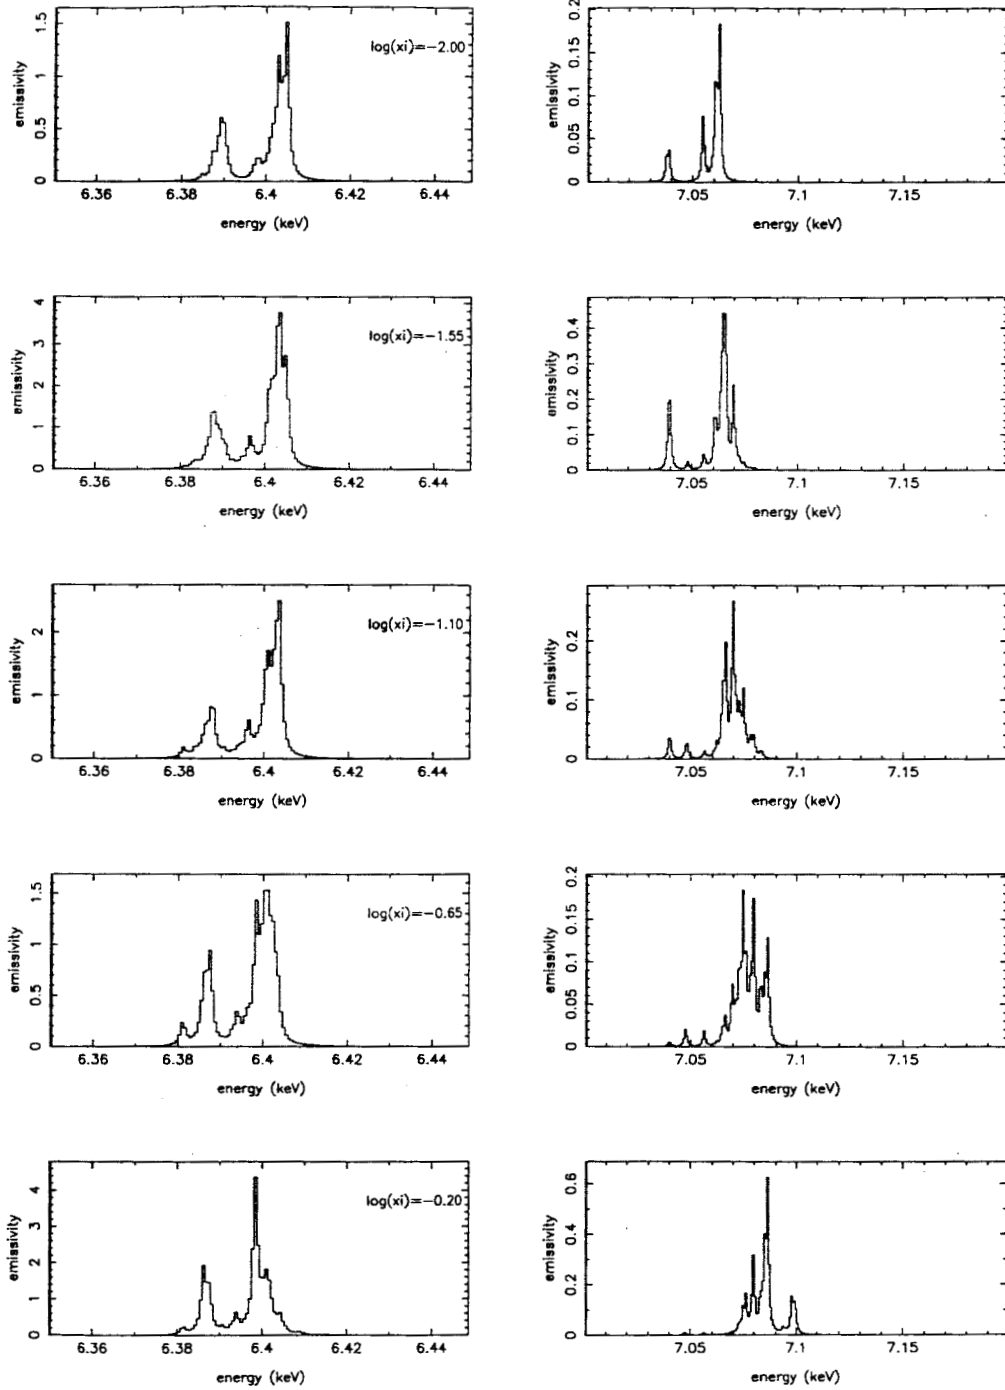 emissivity
0 0.5 1 1.5
log(xi)=−2.00
6.36 6.38 6.4 6.42 6.44
energy (keV)
emissivity
0 0.05 0.1 0.15 0.2
7.05 7.1 7.15
energy (keV)
emissivity
0 1 2 3 4
log(xi)=−1.55
6.36 6.38 6.4 6.42 6.44
energy (keV)
emissivity
0 0.1 0.2 0.3 0.4
7.05 7.1 7.15
energy (keV)
emissivity
0 1 2
log(xi)=−1.10
6.36 6.38 6.4 6.42 6.44
energy (keV)
emissivity
0 0.1 0.2
7.05 7.1 7.15
energy (keV)
emissivity
0 0.5 1 1.5
log(xi)=−0.65
6.36 6.38 6.4 6.42 6.44
energy (keV)
emissivity
0 0.05 0.1 0.15 0.2
7.05 7.1 7.15
energy (keV)
emissivity
0 1 2 3 4
log(xi)=−0.20
6.36 6.38 6.4 6.42 6.44
energy (keV)
emissivity
0 0.2 0.4 0.6
7.05 7.1 7.15
energy (keV)